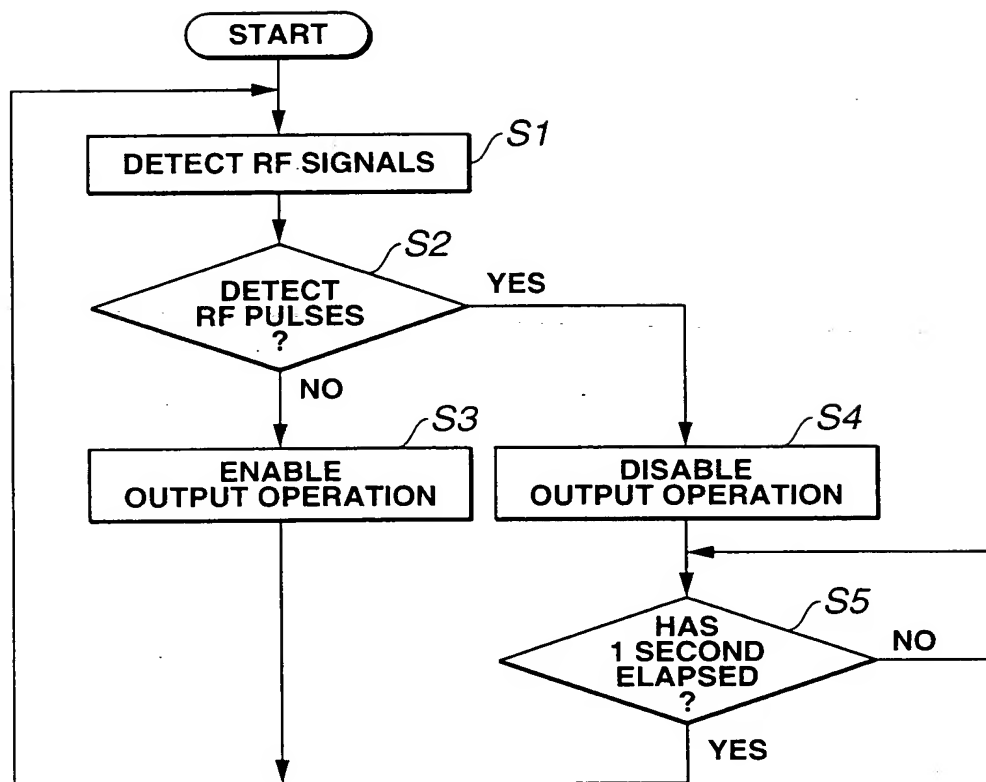 START
DETECT RF SIGNALS
S1
DETECT
RF PULSES
?
S2
YES
NO
ENABLE
OUTPUT OPERATION
S3
DISABLE
OUTPUT OPERATION
S4
HAS
1 SECOND
ELAPSED
?
S5
NO
YES